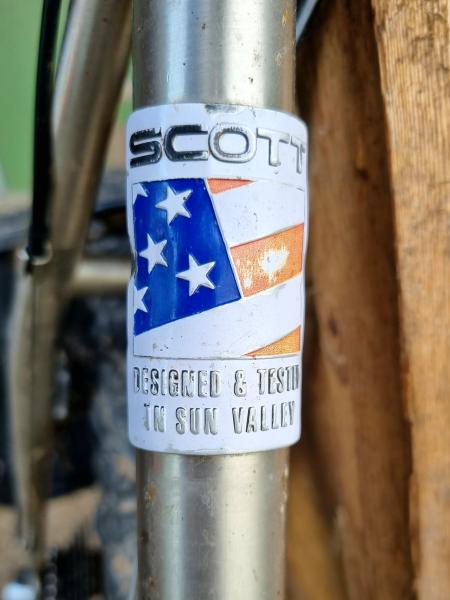 SCOTT
DESIGNED & TEST
IN SUN VALLEY